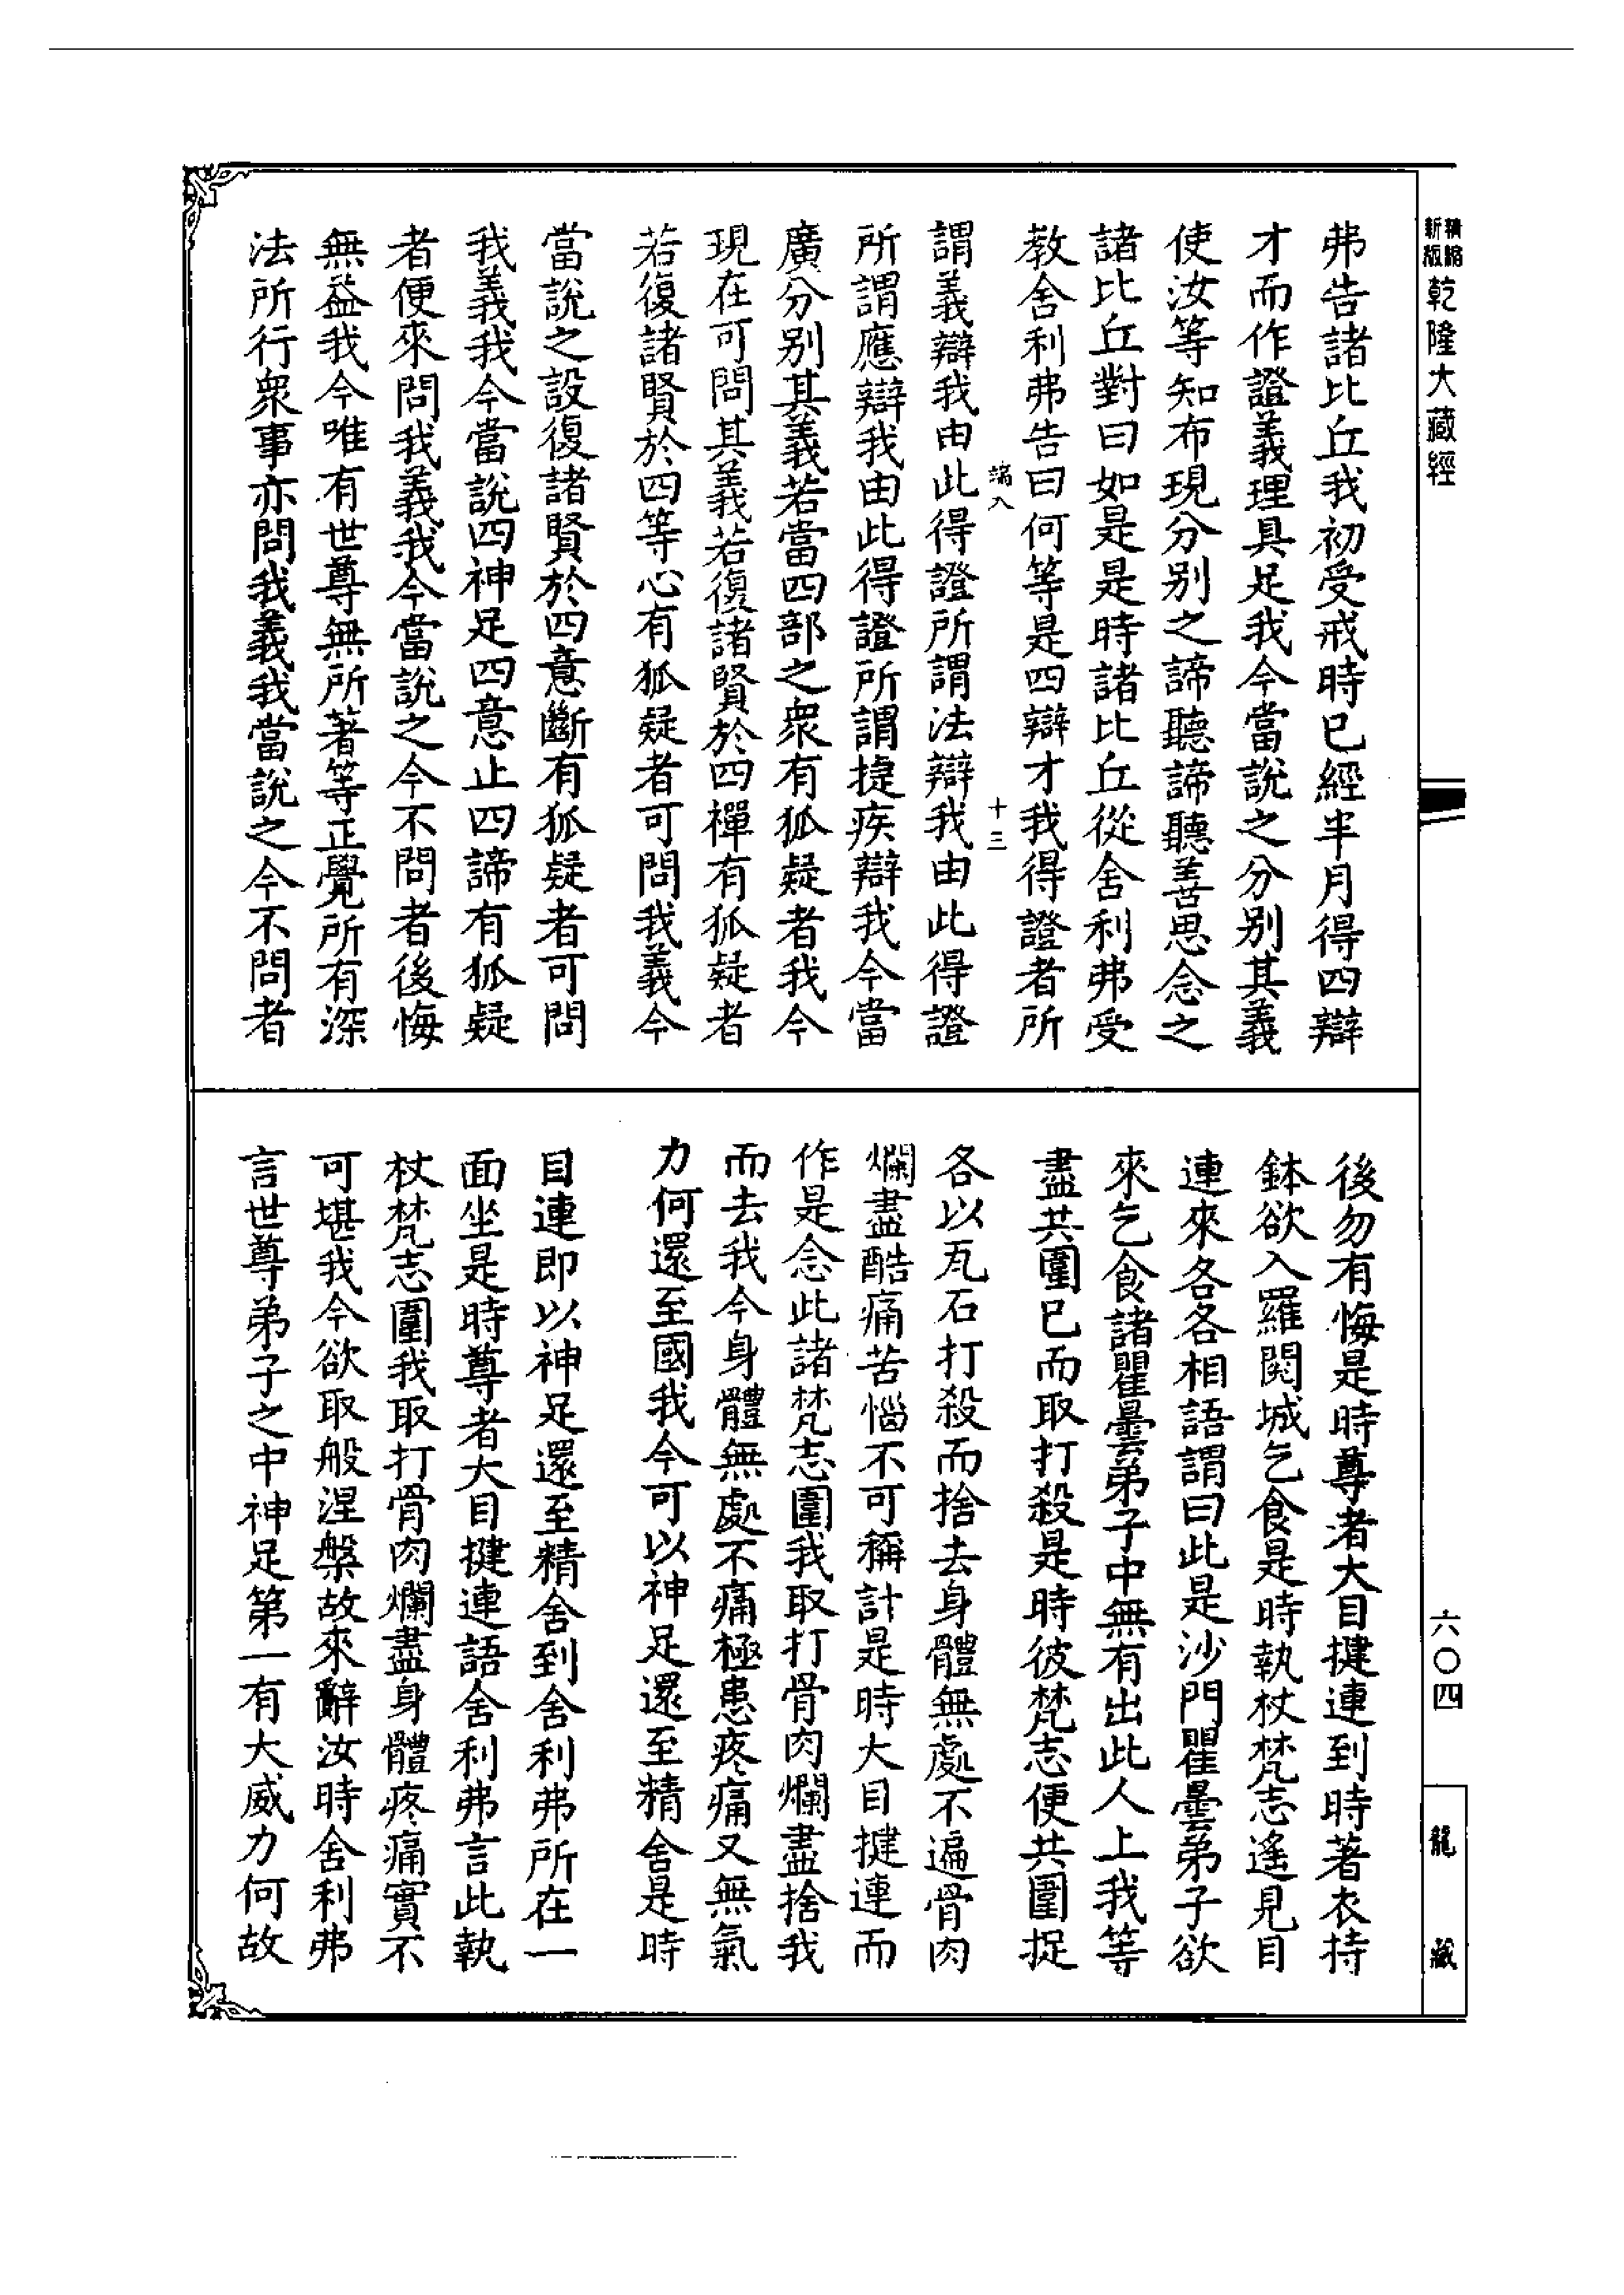 精縮新版乾隆大藏經
弗告諸比丘我初受戒時已經半月得四辯
才而作證義理具足我今當說之分別其義
使汝等知布現分別之諦聽諦聽善思念之
諸比丘對曰如是是時諸比丘從舍利弗受
教舍利弗告曰何等是四辯才我得證者所
端八 十三
謂義辯我由此得證所謂法辯我由此得證
所謂應辯我由此得證所謂捷疾辯我今當
廣分別其義若當四部之衆有狐疑者我今
現在可問其義若復諸賢於四禪有狐疑者
若復諸賢於四等心有狐疑者可問我義今
當說之設復諸賢於四意斷有狐疑者可問
我義我今當說四神足四意止四諦有狐疑
者便來問我義我今當說之今不問者後悔
無益我今唯有世尊無所著等正覺所有深
法所行衆事亦問我義我當說之今不問者
後勿有悔是時尊者大目揵連到時著衣持
鉢欲入羅閱城乞食是時執杖梵志遙見目
連來各各相語謂曰此是沙門瞿曇弟子欲
來乞食諸瞿曇弟子中無有出此人上我等
盡共圍已而取打殺是時彼梵志便共圍捉
各以瓦石打殺而捨去身體無處不遍骨肉
爛盡酷痛苦惱不可稱計是時大目揵連而
作是念此諸梵志圍我取打骨肉爛盡捨我
而去我今身體無處不痛極患疼痛又無氣
力何還至國我今可以神足還至精舍是時
目連即以神足還至精舍到舍利弗所在一
面坐是時尊者大目揵連語舍利弗言此執
杖梵志圍我取打骨肉爛盡身體疼痛實不
可堪我今欲取般涅槃故來辭汝時舍利弗
言世尊弟子之中神足第一有大威力何故
六〇四
龍藏